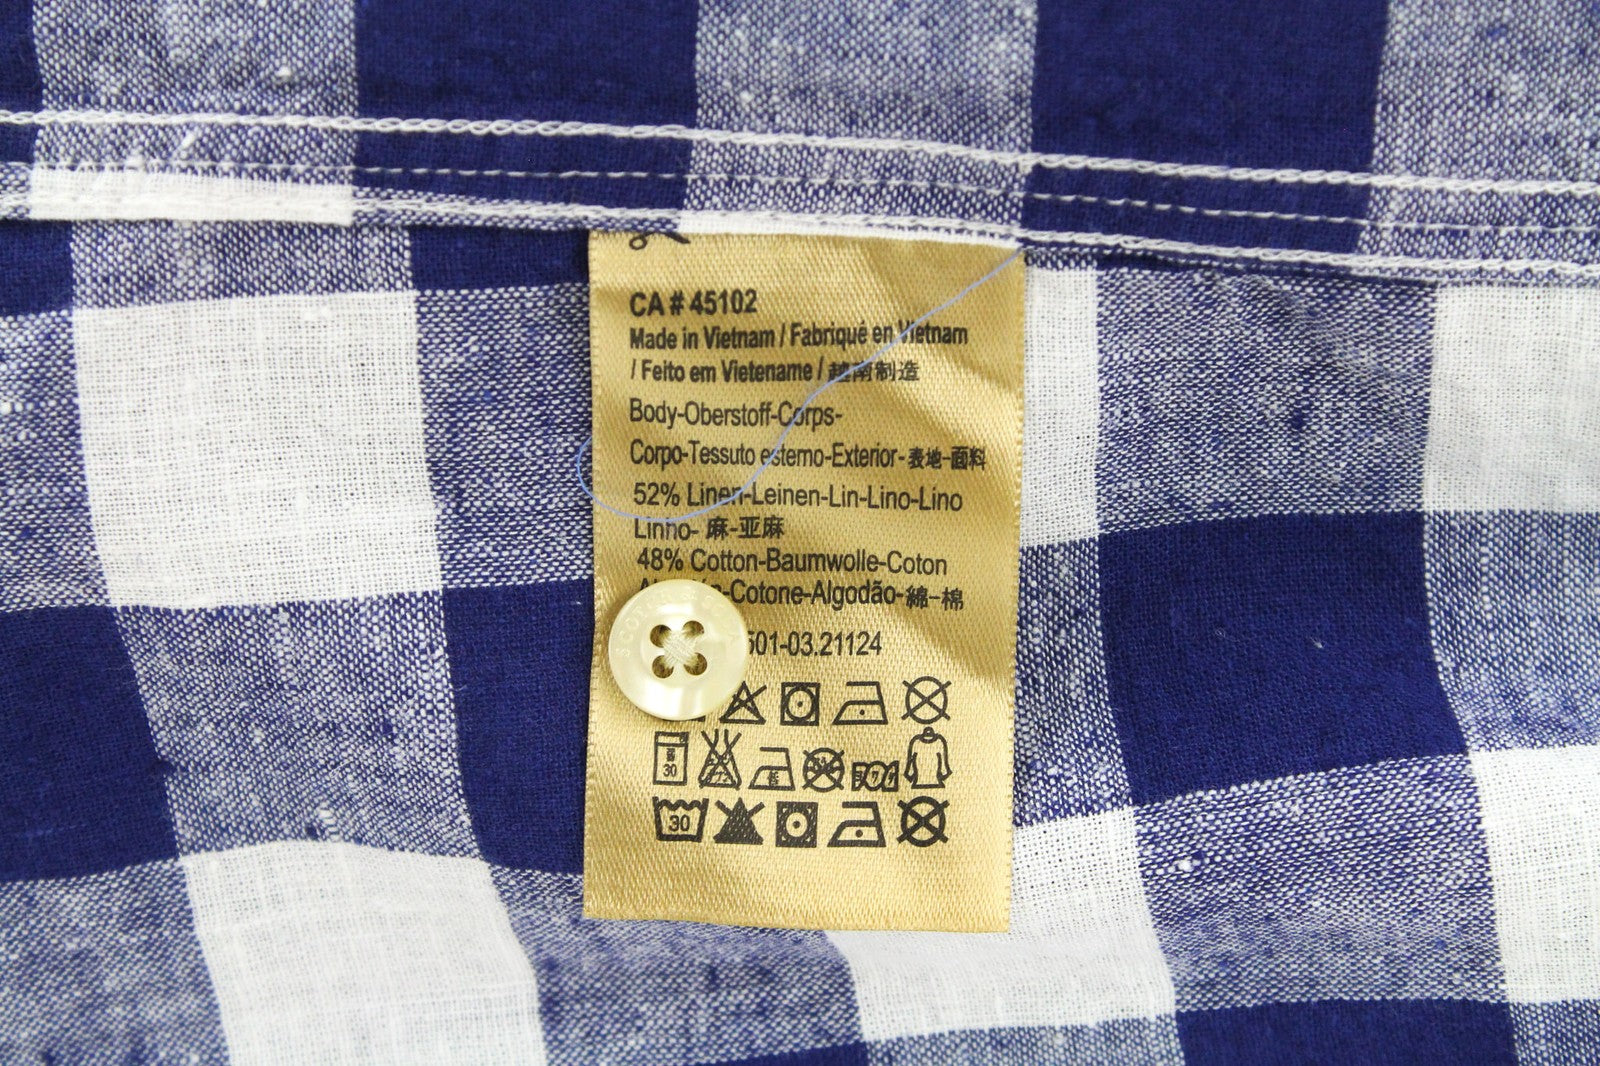 CA # 45102
Made in Vietnam / Fabriqué en Vietnam
/ Feito em Vietename / 越南制造
Body-Oberstoff-Corps-
Corpo-Tessuto esterno-Exterior-表地-面料
52% Linen-Leinen-Lin-Lino-Lino
Linho- 麻-亚麻
48% Cotton-Baumwolle-Coton
-Cotone-Algodão-綿-棉
501-03.21124
30
低
30